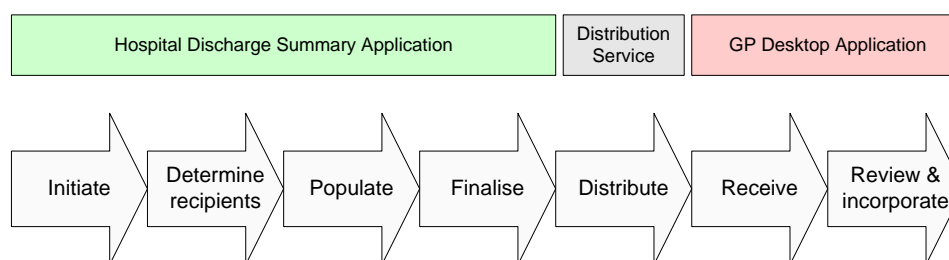 Hospital Discharge Summary Application
Distribution
Service
GP Desktop Application
Initiate
Determine
recipients
Populate
Finalise
Distribute
Receive
Review &
incorporate